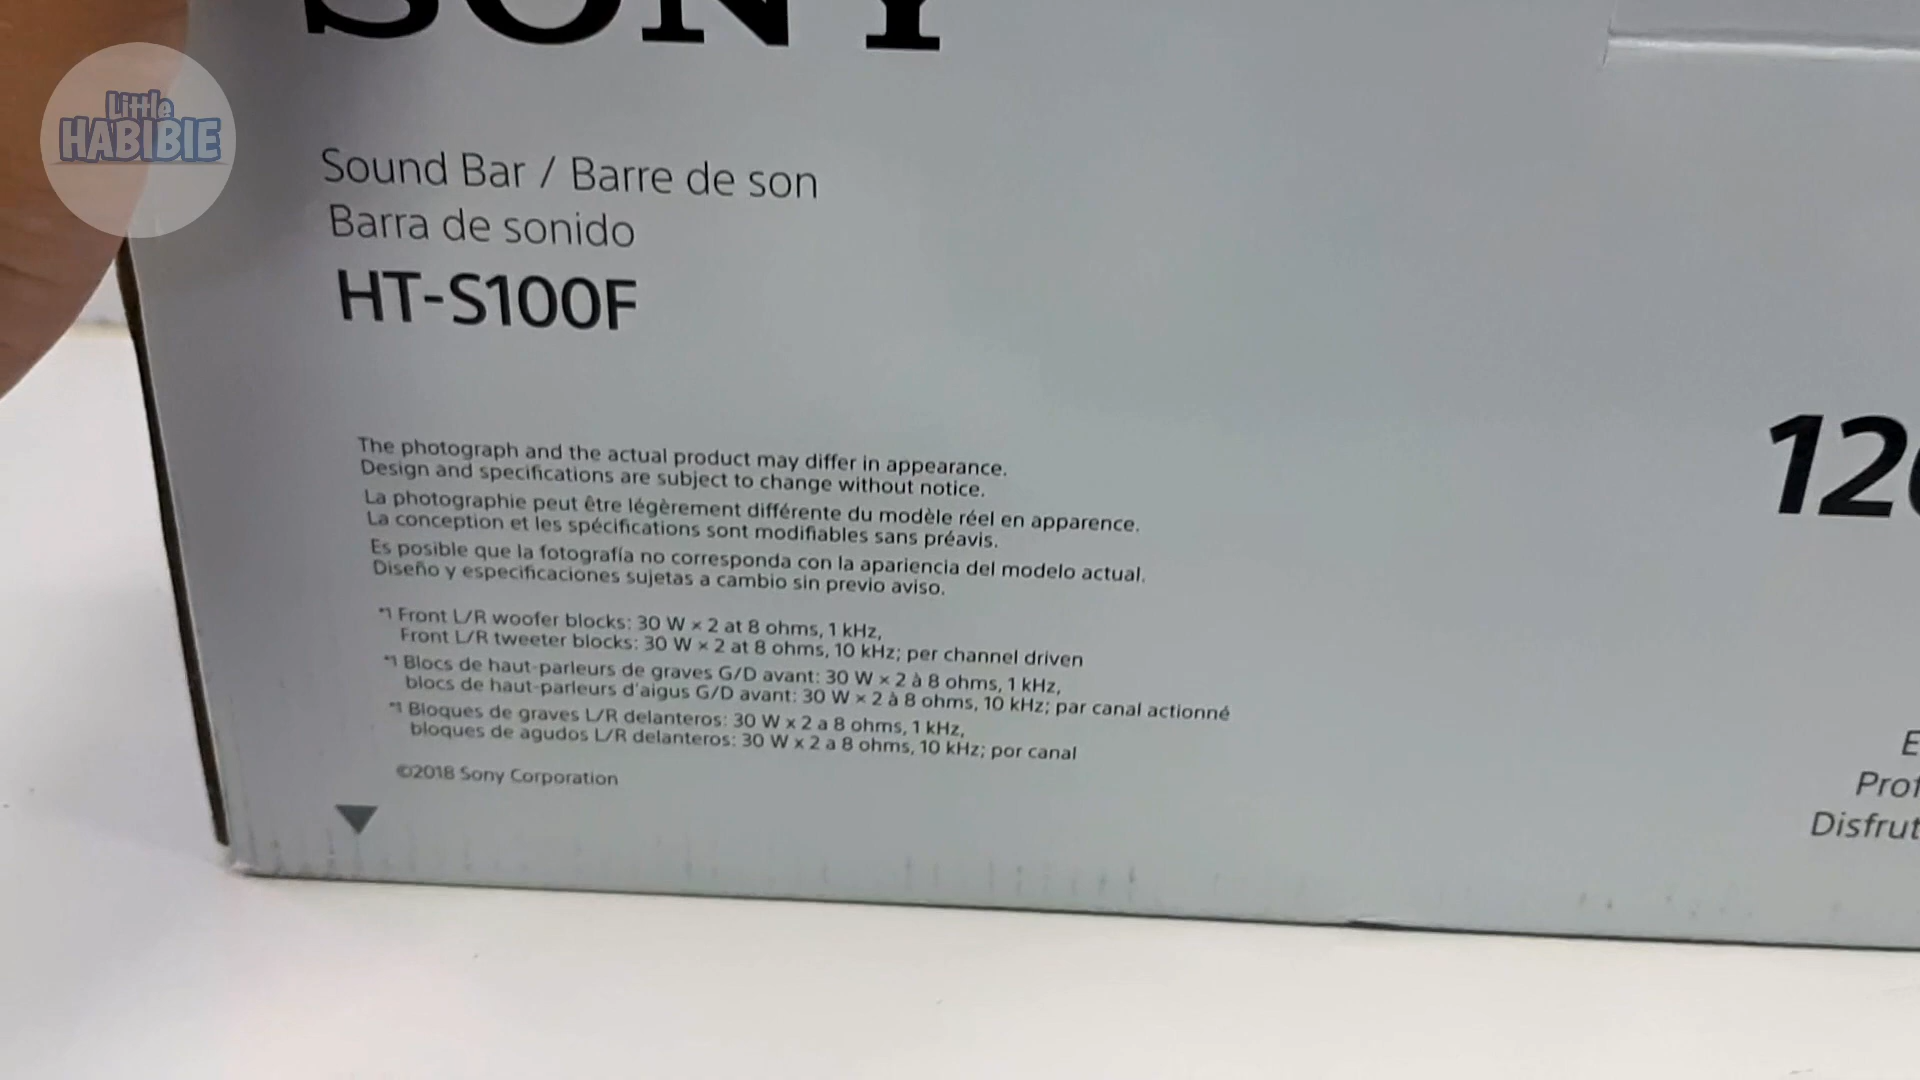 Little
HABIBIE
SONY
Sound Bar / Barre de son
Barra de sonido
HT-S100F
The photograph and the actual product may differ in appearance.
Design and specifications are subject to change without notice.
La photographie peut être légèrement différente du modèle réel en apparence.
La conception et les spécifications sont modifiables sans préavis.
Es posible que la fotografía no corresponda con la apariencia del modelo actual.
Diseño y especificaciones sujetas a cambio sin previo aviso.
*1 Front L/R woofer blocks: 30 W × 2 at 8 ohms, 1 kHz,
Front L/R tweeter blocks: 30 W × 2 at 8 ohms, 10 kHz; per channel driven
*1 Blocs de haut-parleurs de graves G/D avant: 30 W × 2 à 8 ohms, 1 kHz,
blocs de haut-parleurs d'aigus G/D avant: 30 W × 2 à 8 ohms, 10 kHz; par canal actionné
*1 Bloques de graves L/R delanteros: 30 W x 2 a 8 ohms, 1 kHz,
bloques de agudos L/R delanteros: 30 W x 2 a 8 ohms, 10 kHz; por canal
©2018 Sony Corporation
12